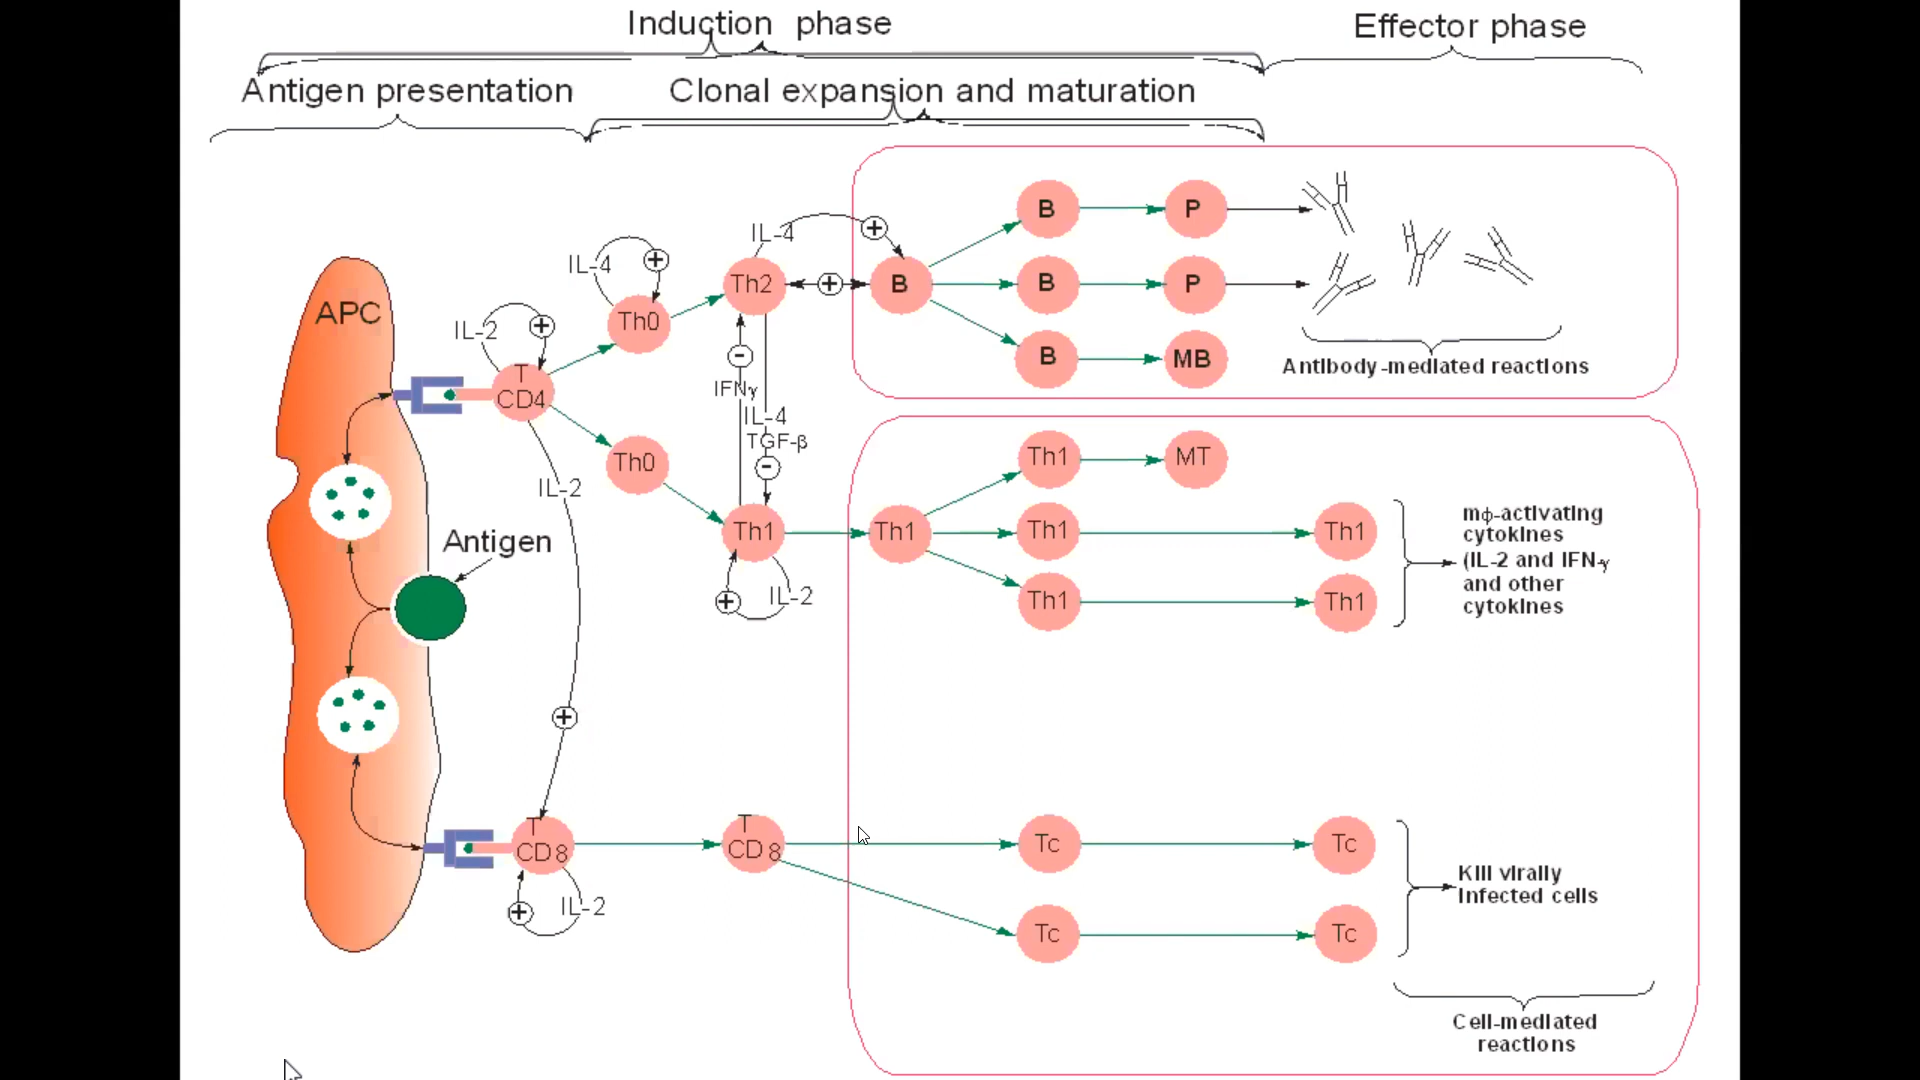 Induction phase
Effector phase
Antigen presentation
Clonal expansion and maturation
APC
Antigen
IL-2
+
T
CD4
IL-4
+
Th0
IL-4
+
Th2
+
B
B
P
B
P
B
MB
Antibody-mediated reactions
-
IFNγ
IL-4
TGF-β
-
Th0
IL-2
Th1
+
IL-2
Th1
Th1
MT
Th1
Th1
Th1
Th1
mϕ-activating
cytokines
(IL-2 and IFN-γ
and other
cytokines
+
T
CD8
+
IL-2
T
CD8
Tc
Tc
Tc
Tc
Kill virally
infected cells
Cell-mediated
reactions